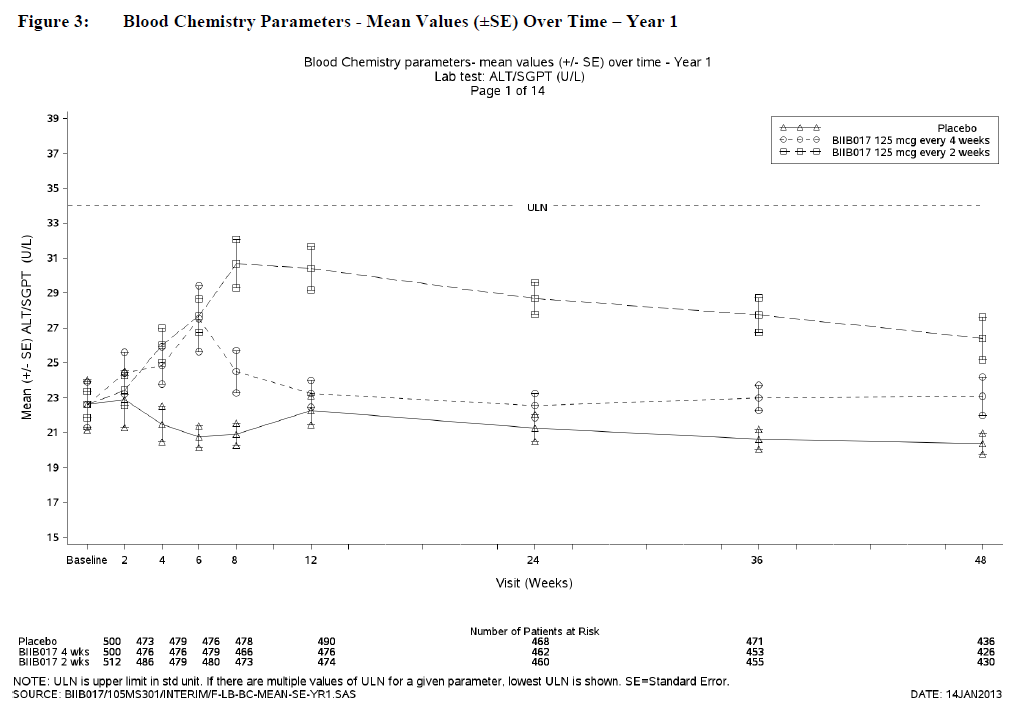 Figure 3: Blood Chemistry Parameters - Mean Values (±SE) Over Time – Year 1
Blood Chemistry parameters- mean values (+/- SE) over time - Year 1
Lab test: ALT/SGPT (U/L)
Page 1 of 14
Placebo
BIIB017 125 mcg every 4 weeks
BIIB017 125 mcg every 2 weeks
Mean (+/- SE) ALT/SGPT (U/L)
39
37
35
ULN
33
31
29
27
25
23
21
19
17
15
Baseline 2 4 6 8 12 24 36 48
Visit (Weeks)
Number of Patients at Risk
Placebo 500 473 479 476 478 490 468 471 436
BIIB017 4 wks 500 476 476 479 466 476 462 453 426
BIIB017 2 wks 512 486 479 480 473 474 460 455 430
NOTE: ULN is upper limit in std unit. If there are multiple values of ULN for a given parameter, lowest ULN is shown. SE=Standard Error.
SOURCE: BIIB017/105MS301/INTERIM/F-LB-BC-MEAN-SE-YR1.SAS DATE: 14JAN2013